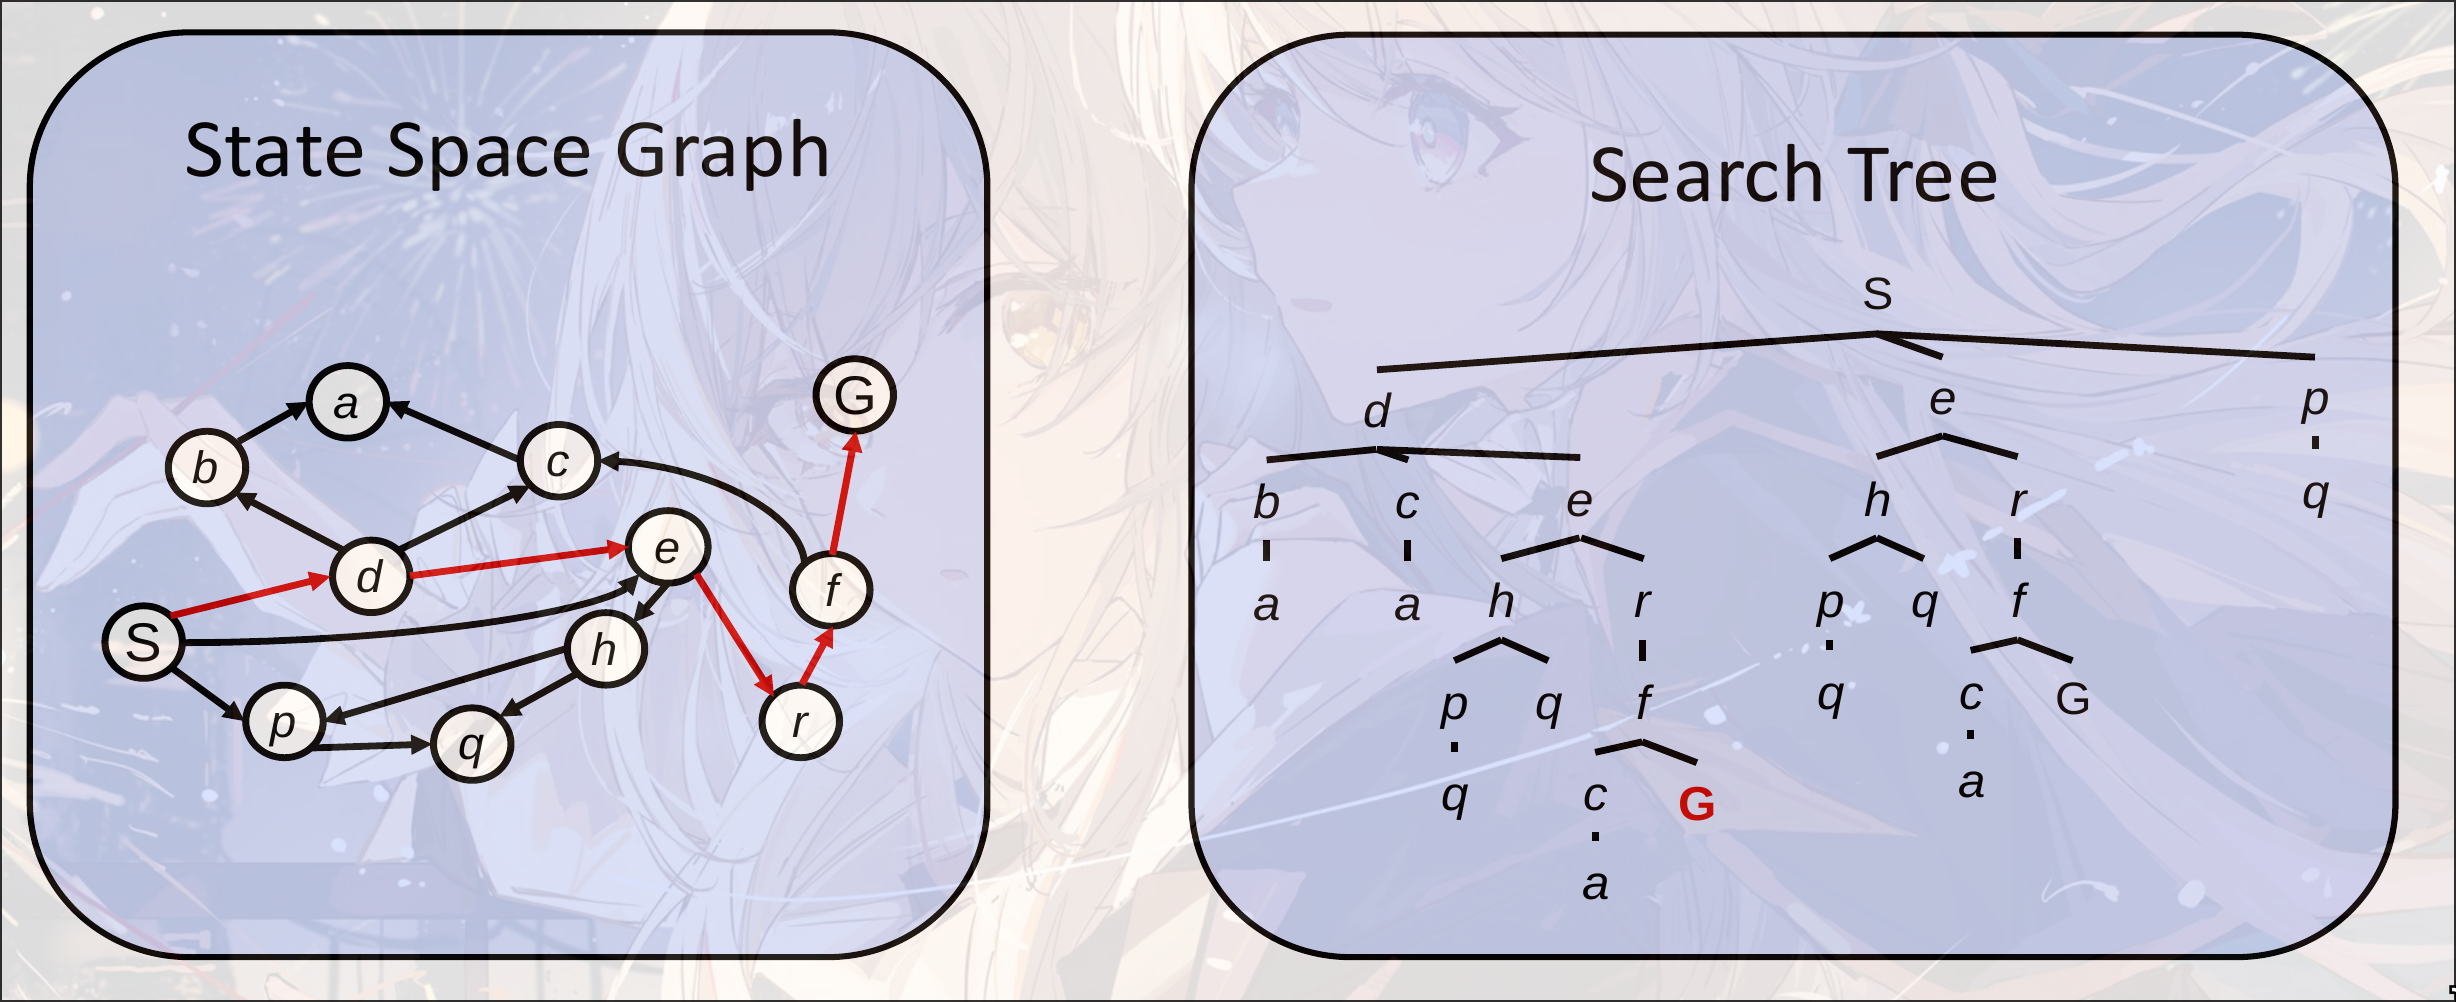 State Space Graph
a
G
b
c
e
d
f
S
h
p
q
r
Search Tree
S
d e p
b c e h r q
a a h r p q f
p q f q c G
q c G a
a